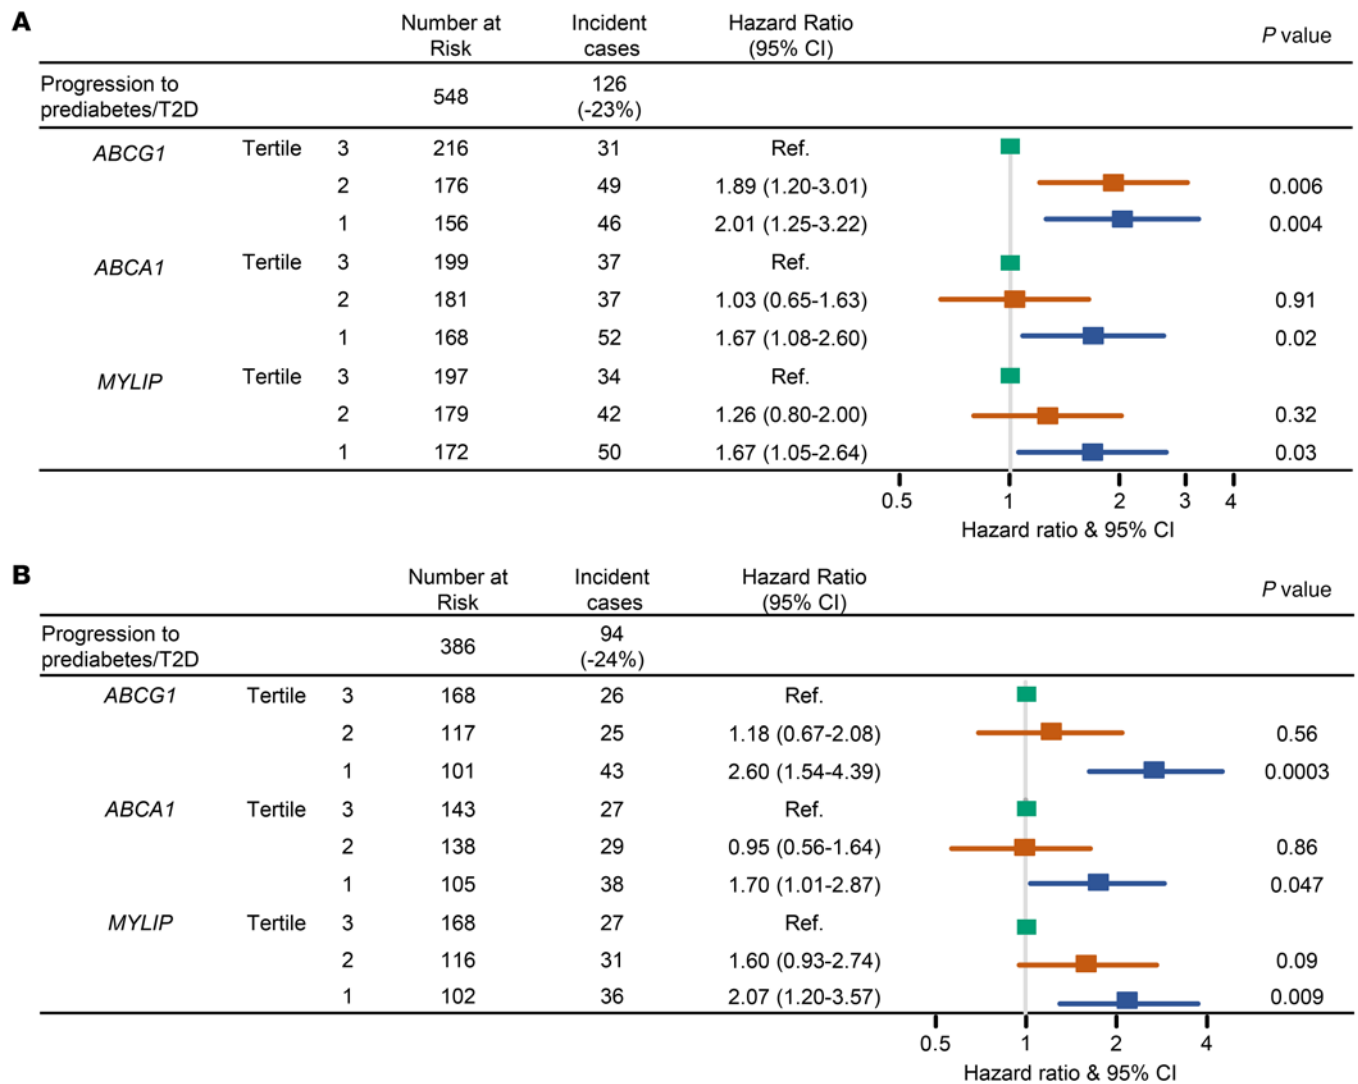 A
Number at Risk Incident cases Hazard Ratio (95% CI) P value
Progression to prediabetes/T2D 548 126 (-23%)
ABCG1 Tertile 3 216 31 Ref.
2 176 49 1.89 (1.20-3.01) 0.006
1 156 46 2.01 (1.25-3.22) 0.004
ABCA1 Tertile 3 199 37 Ref.
2 181 37 1.03 (0.65-1.63) 0.91
1 168 52 1.67 (1.08-2.60) 0.02
MYLIP Tertile 3 197 34 Ref.
2 179 42 1.26 (0.80-2.00) 0.32
1 172 50 1.67 (1.05-2.64) 0.03
0.5 1 2 3 4
Hazard ratio & 95% CI
B
Number at Risk Incident cases Hazard Ratio (95% CI) P value
Progression to prediabetes/T2D 386 94 (-24%)
ABCG1 Tertile 3 168 26 Ref.
2 117 25 1.18 (0.67-2.08) 0.56
1 101 43 2.60 (1.54-4.39) 0.0003
ABCA1 Tertile 3 143 27 Ref.
2 138 29 0.95 (0.56-1.64) 0.86
1 105 38 1.70 (1.01-2.87) 0.047
MYLIP Tertile 3 168 27 Ref.
2 116 31 1.60 (0.93-2.74) 0.09
1 102 36 2.07 (1.20-3.57) 0.009
0.5 1 2 4
Hazard ratio & 95% CI